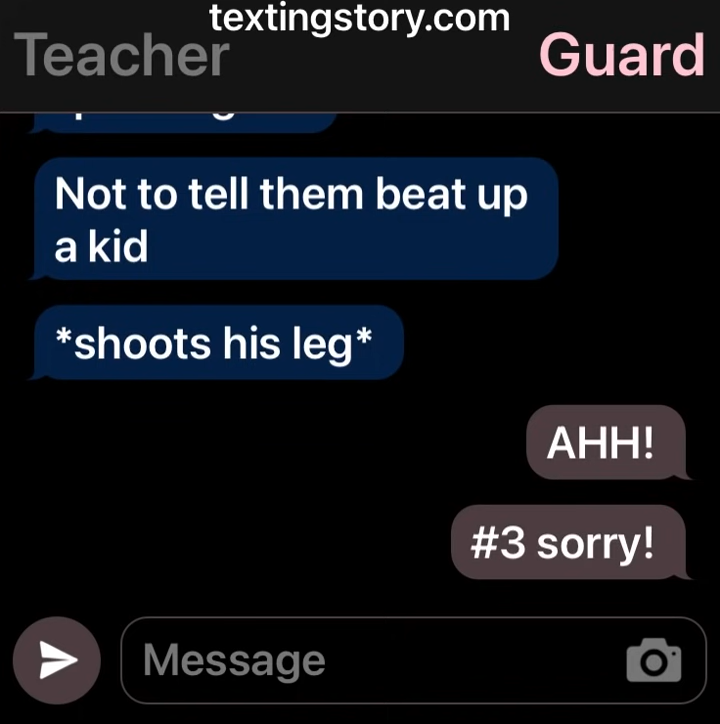 textingstory.com
Teacher
Guard
Not to tell them beat up
a kid
*shoots his leg*
AHH!
#3 sorry!
Message